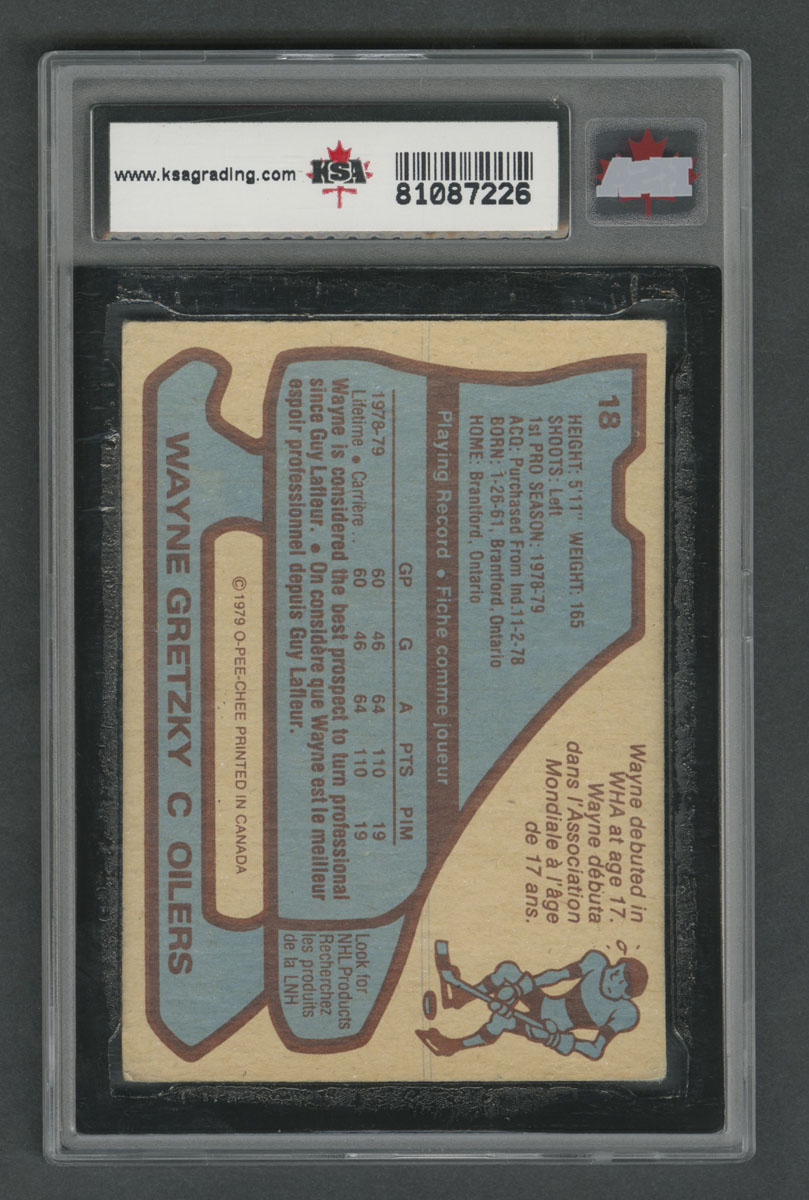 www.ksagrading.com
KSA
81087226
18
HEIGHT: 5'11" WEIGHT: 165
SHOOTS: Left
1st PRO SEASON: 1978-79
ACQ: Purchased From Ind.11-2-78
BORN: 1-26-61, Brantford, Ontario
HOME: Brantford, Ontario
Wayne debuted in
WHA at age 17.
Wayne débuta
dans l'Association
Mondiale à l'âge
de 17 ans.
Playing Record • Fiche comme joueur
GP G A PTS PIM
1978-79 60 46 64 110 19
Lifetime • Carrière .. 60 46 64 110 19
Wayne is considered the best prospect to turn professional
since Guy Lafleur. • On considère que Wayne est le meilleur
espoir professionnel depuis Guy Lafleur.
Look for
NHL Products
Recherchez
les produits
de la LNH
©1979 O-PEE-CHEE PRINTED IN CANADA
WAYNE GRETZKY C OILERS